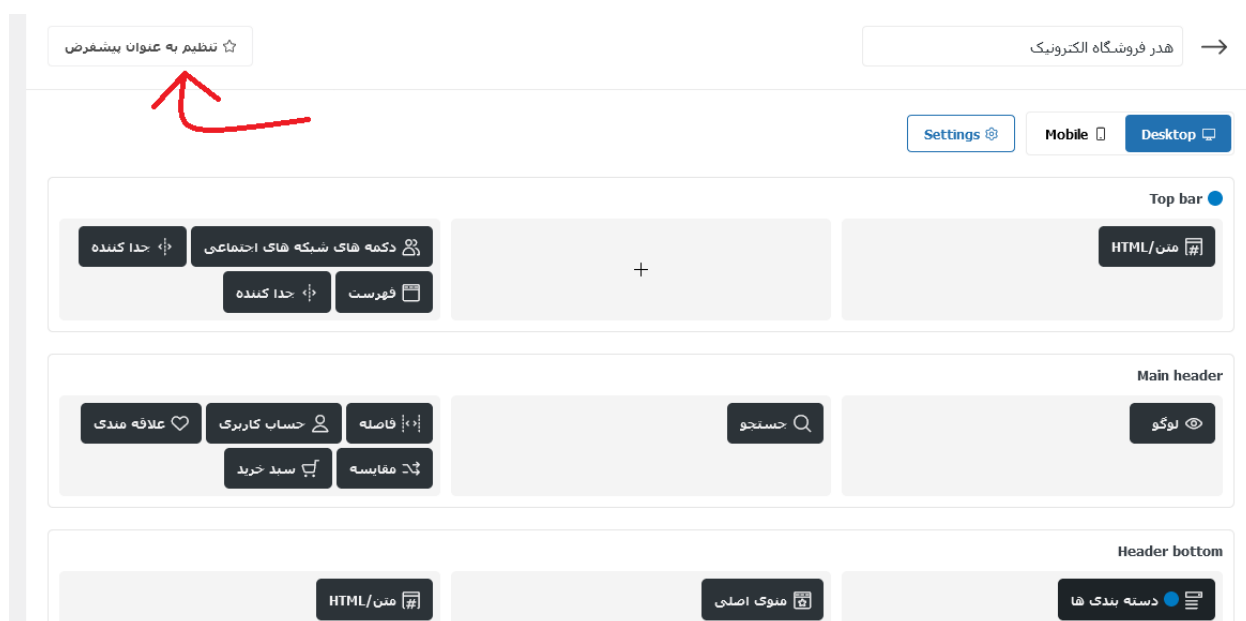 هدر فروشگاه الکترونیک
تنظیم به عنوان پیشفرض
Desktop
Mobile
Settings
Top bar
متن/HTML
دکمه های شبکه های اجتماعی
جدا کننده
فهرست
جدا کننده
Main header
لوگو
جستجو
فاصله
حساب کاربری
علاقه مندی
مقایسه
سبد خرید
Header bottom
دسته بندی ها
منوی اصلی
متن/HTML